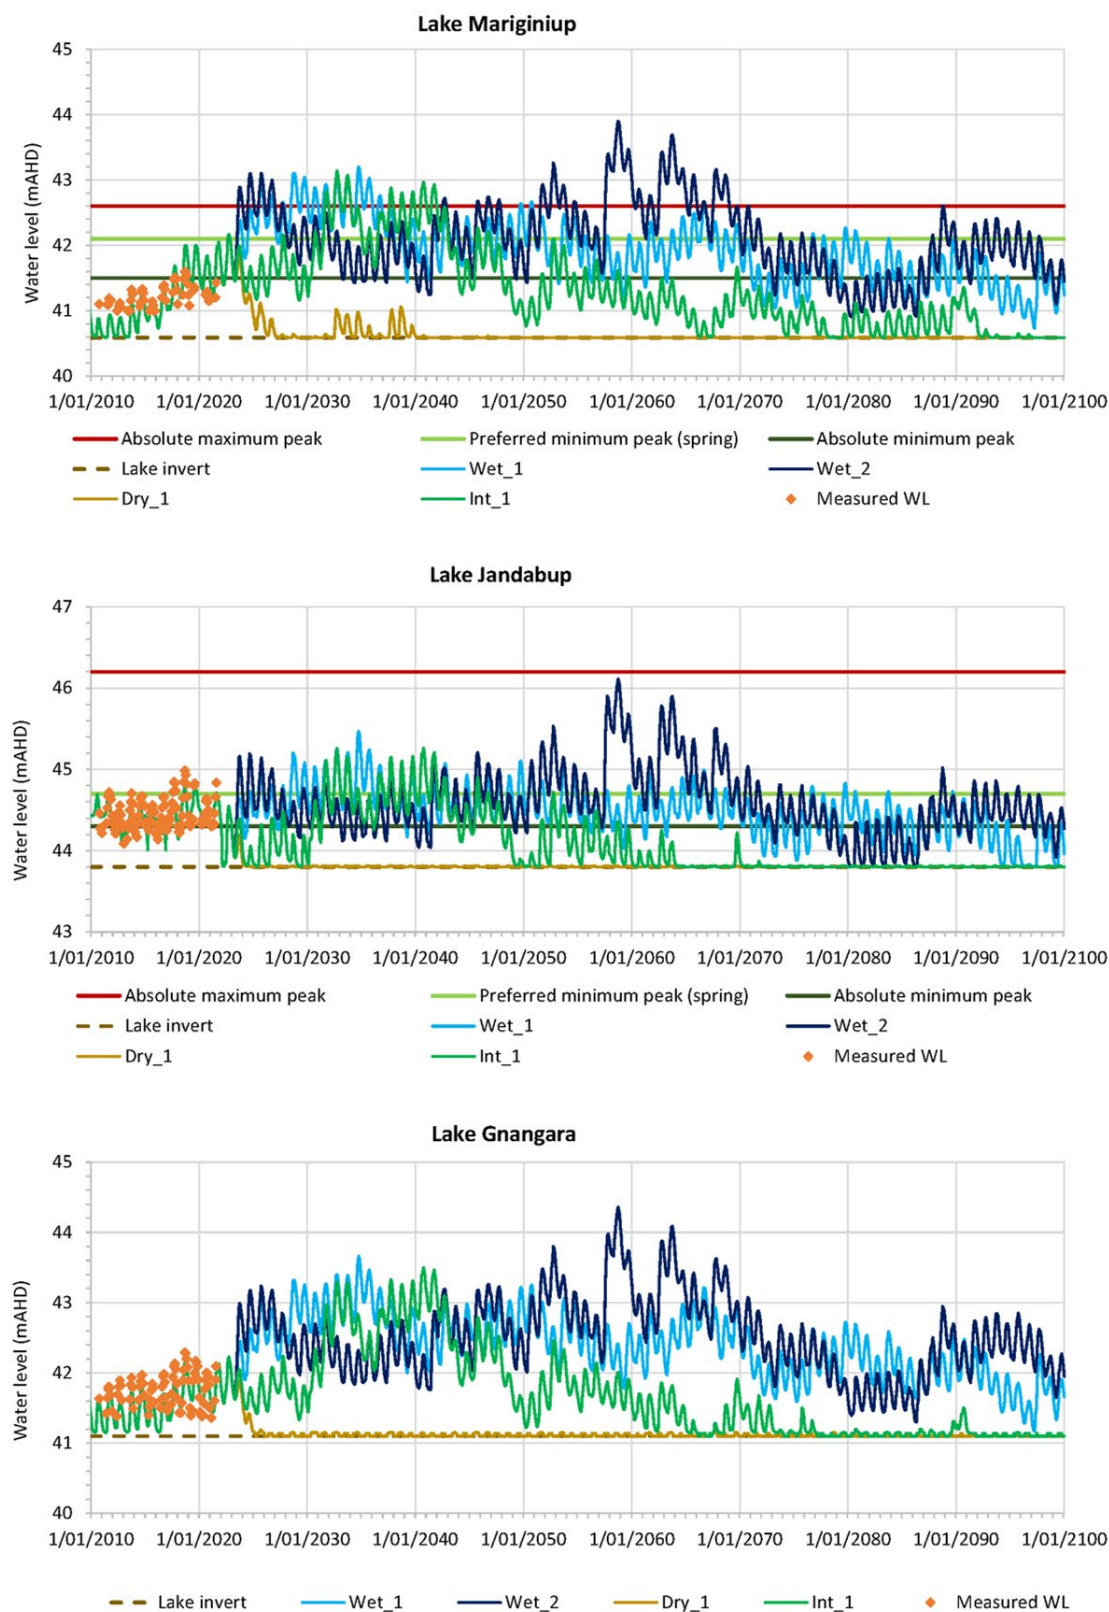 Lake Mariginiup
45
44
43
42
41
40
Water level (mAHD)
1/01/2010 1/01/2020 1/01/2030 1/01/2040 1/01/2050 1/01/2060 1/01/2070 1/01/2080 1/01/2090 1/01/2100
Absolute maximum peak Preferred minimum peak (spring) Absolute minimum peak
Lake invert Wet_1 Wet_2
Dry_1 Int_1 Measured WL
Lake Jandabup
47
46
45
44
43
Water level (mAHD)
1/01/2010 1/01/2020 1/01/2030 1/01/2040 1/01/2050 1/01/2060 1/01/2070 1/01/2080 1/01/2090 1/01/2100
Absolute maximum peak Preferred minimum peak (spring) Absolute minimum peak
Lake invert Wet_1 Wet_2
Dry_1 Int_1 Measured WL
Lake Gnangara
45
44
43
42
41
40
Water level (mAHD)
1/01/2010 1/01/2020 1/01/2030 1/01/2040 1/01/2050 1/01/2060 1/01/2070 1/01/2080 1/01/2090 1/01/2100
Lake invert Wet_1 Wet_2 Dry_1 Int_1 Measured WL